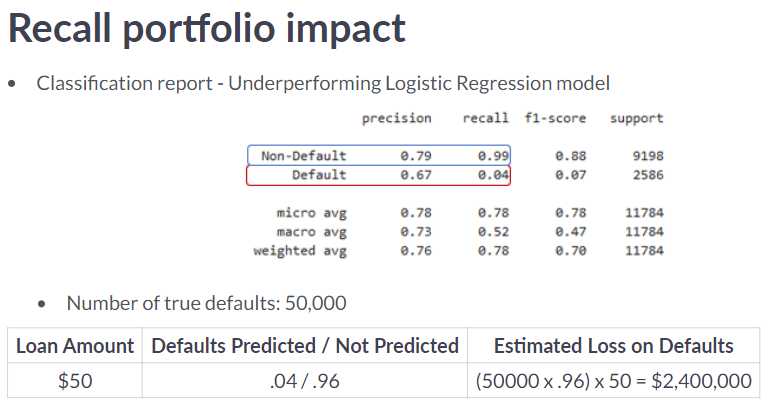 Recall portfolio impact
• Classification report - Underperforming Logistic Regression model
precision recall f1-score support
Non-Default 0.79 0.99 0.88 9198
Default 0.67 0.04 0.07 2586
micro avg 0.78 0.78 0.78 11784
macro avg 0.73 0.52 0.47 11784
weighted avg 0.76 0.78 0.70 11784
• Number of true defaults: 50,000
Loan Amount Defaults Predicted / Not Predicted Estimated Loss on Defaults
$50 .04 / .96 (50000 x .96) x 50 = $2,400,000